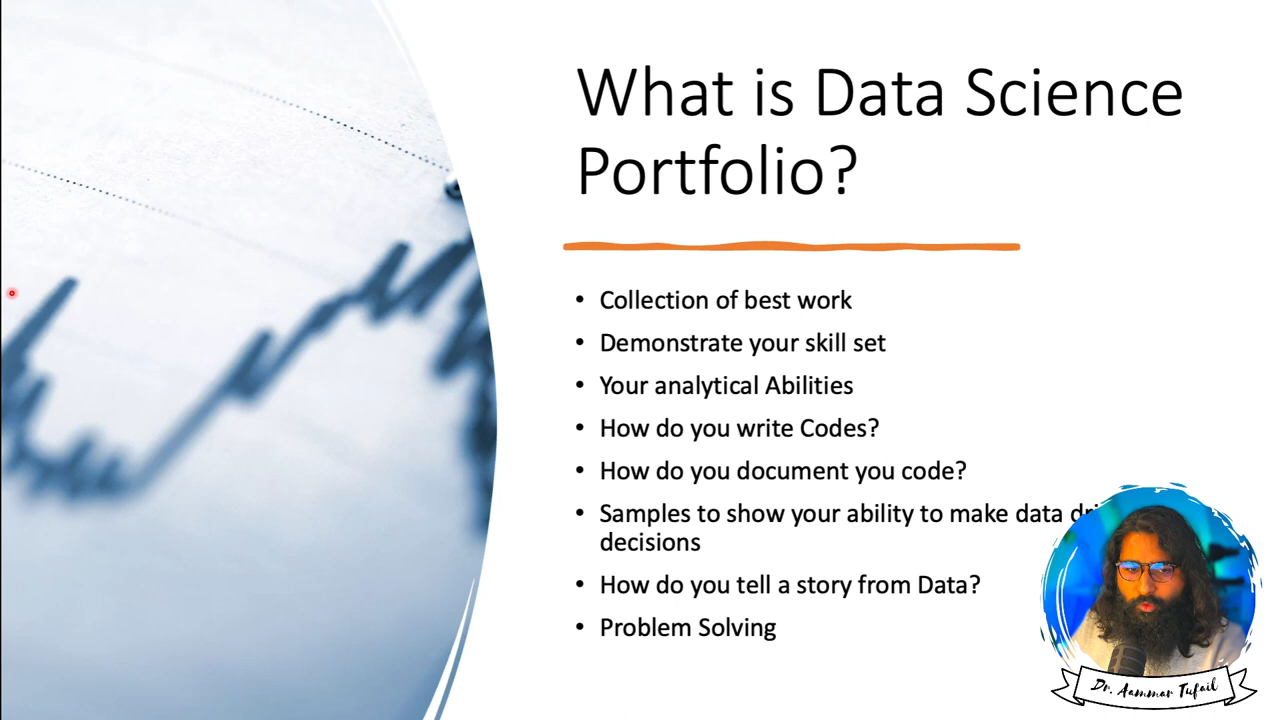 What is Data Science
Portfolio?
• Collection of best work
• Demonstrate your skill set
• Your analytical Abilities
• How do you write Codes?
• How do you document you code?
• Samples to show your ability to make data
decisions
• How do you tell a story from Data?
• Problem Solving
Dr. Aammar Tufail